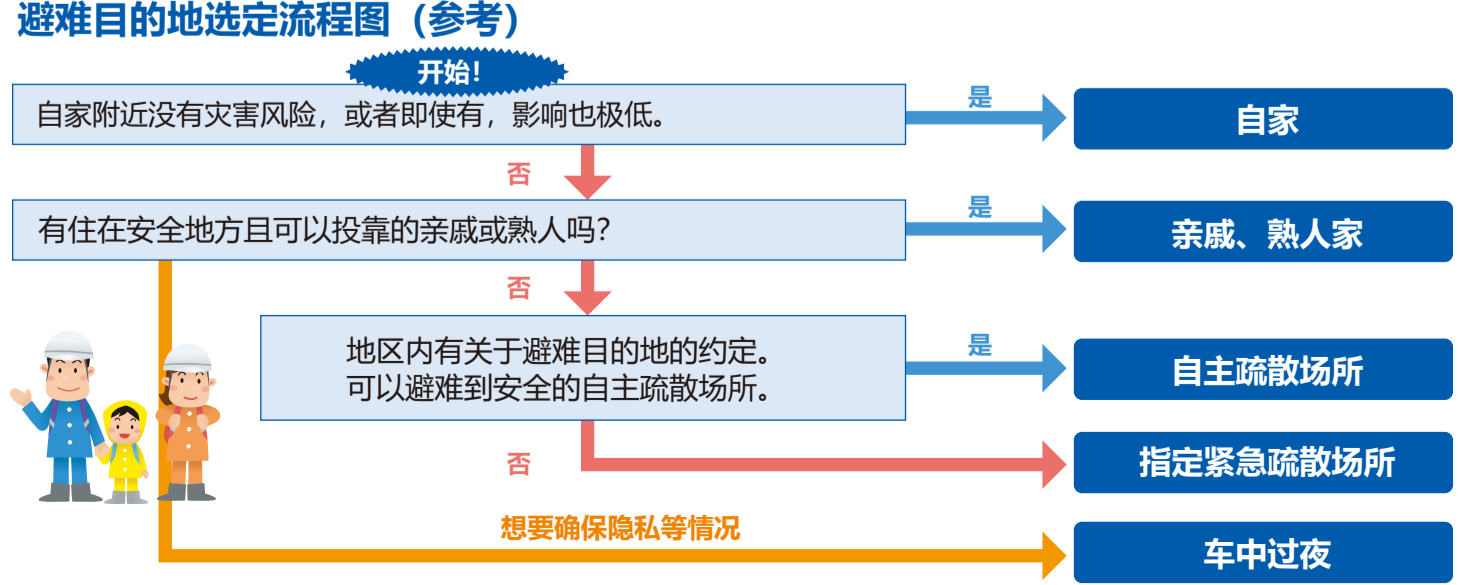 避难目的地选定流程图（参考）
开始！
自家附近没有灾害风险，或者即使有，影响也极低。
是
自家
否
有住在安全地方且可以投靠的亲戚或熟人吗？
是
亲戚、熟人家
否
地区内有关于避难目的地的约定。
可以避难到安全的自主疏散场所。
是
自主疏散场所
否
指定紧急疏散场所
想要确保隐私等情况
车中过夜